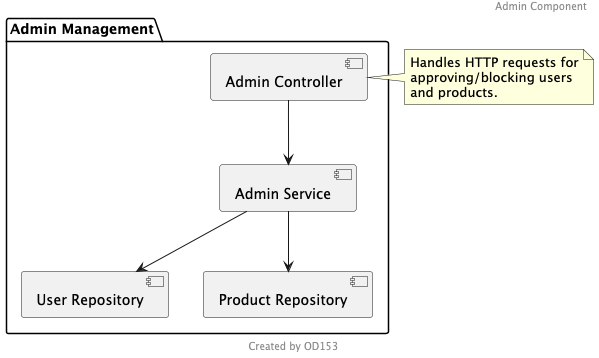 Admin Component
Admin Management
Admin Controller
Handles HTTP requests for
approving/blocking users
and products.
Admin Service
User Repository
Product Repository
Created by OD153